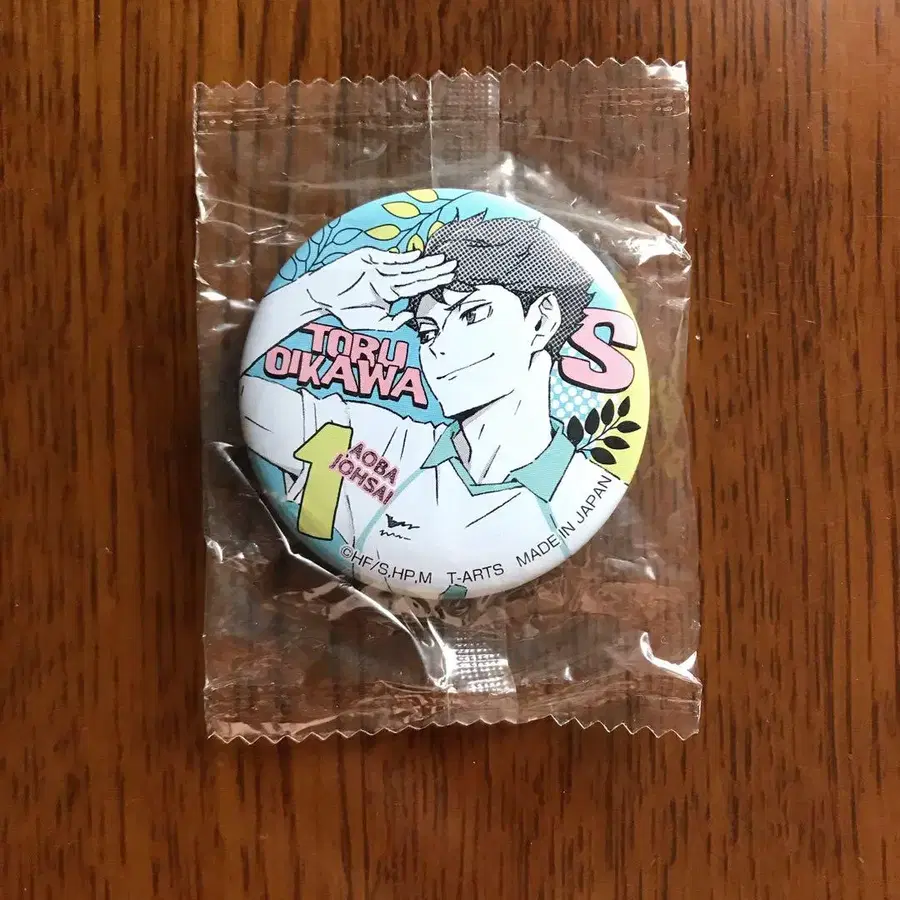 TORU
OIKAWA
S
1
AOBA
JOHSAI
©HF/S,HP,M T-ARTS MADE IN JAPAN